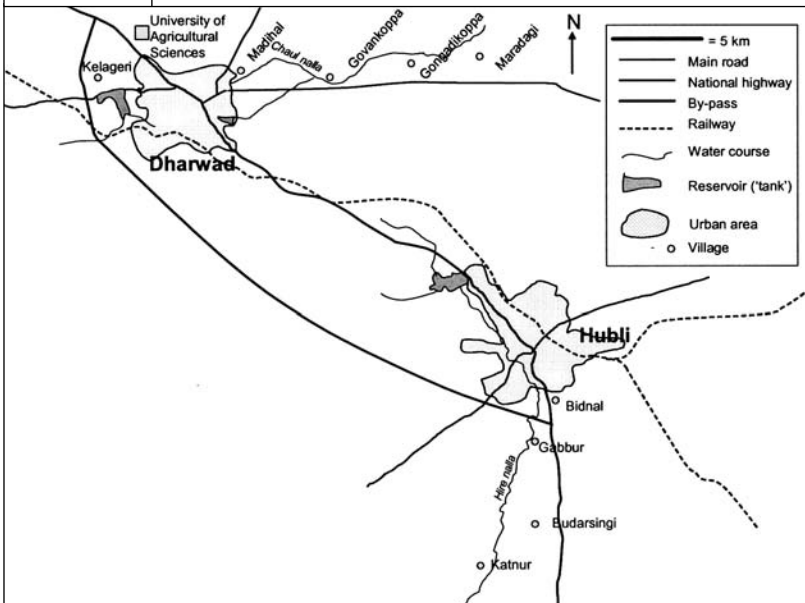 University of
Agricultural
Sciences
Madihal
Chaul nalla
Govankoppa
Gongadikoppa
Maradagi
N
Kelageri
Dharwad
Hubli
Bidnal
Gabbur
Hire nalla
Budarsingi
Katnur
= 5 km
Main road
National highway
By-pass
Railway
Water course
Reservoir ('tank')
Urban area
Village